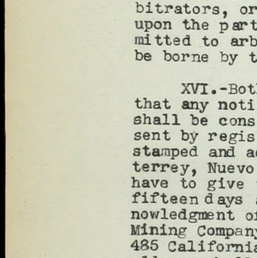 bitrators, or
upon the part
mitted to arb
be borne by t
XVI.-Bot
that any noti
shall be cons
sent by regis
stamped and a
terrey, Nuevo
have to give
fifteen days
nowledgment o
Mining Company
485 California